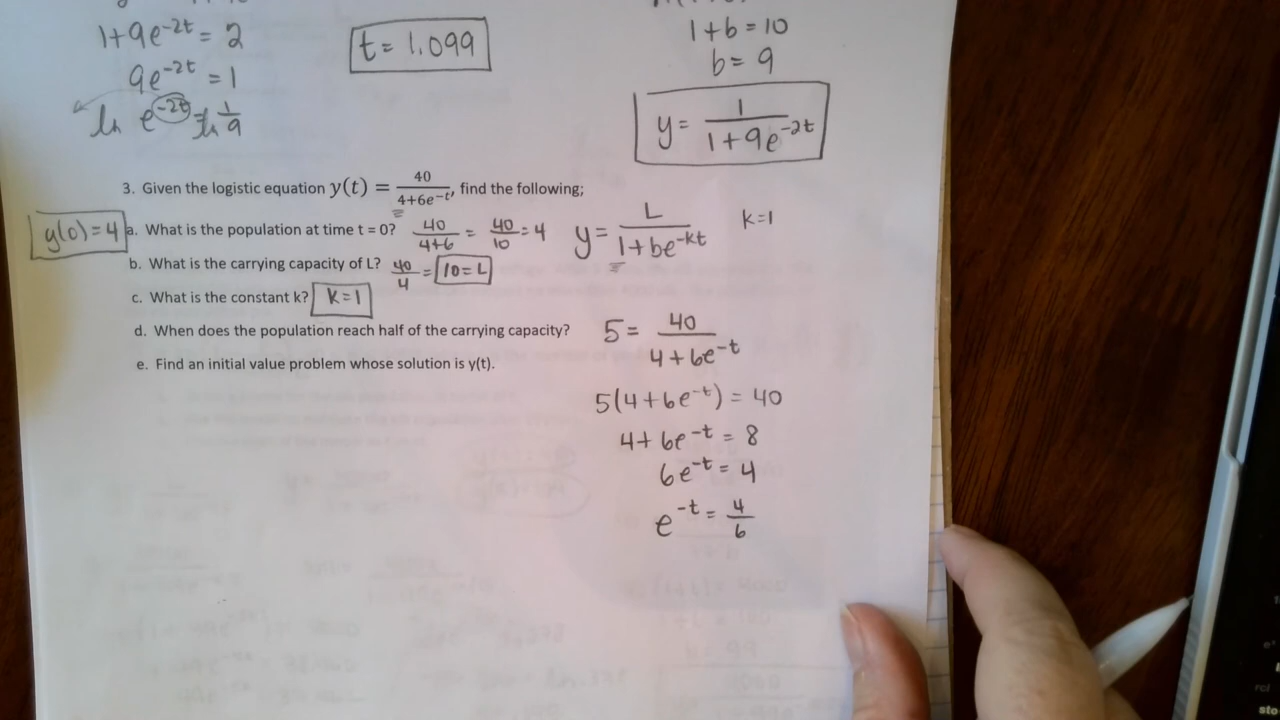 1+9e^-2t = 2
9e^-2t = 1
ln e^-2t = ln 1/9
t = 1.099
1+b=10
b= 9
y= 1/(1+9e^-2t)
3. Given the logistic equation y(t) = 40/(4+6e^-t), find the following;
y(0)=4
a. What is the population at time t = 0? 40/(4+6) = 40/10 = 4
b. What is the carrying capacity of L? 40/4 = 10=L
c. What is the constant k? k=1
d. When does the population reach half of the carrying capacity?
e. Find an initial value problem whose solution is y(t).
y= L/(1+be^-kt)
k=1
5= 40/(4+6e^-t)
5(4+6e^-t) = 40
4+6e^-t = 8
6e^-t = 4
e^-t = 4/6
sto